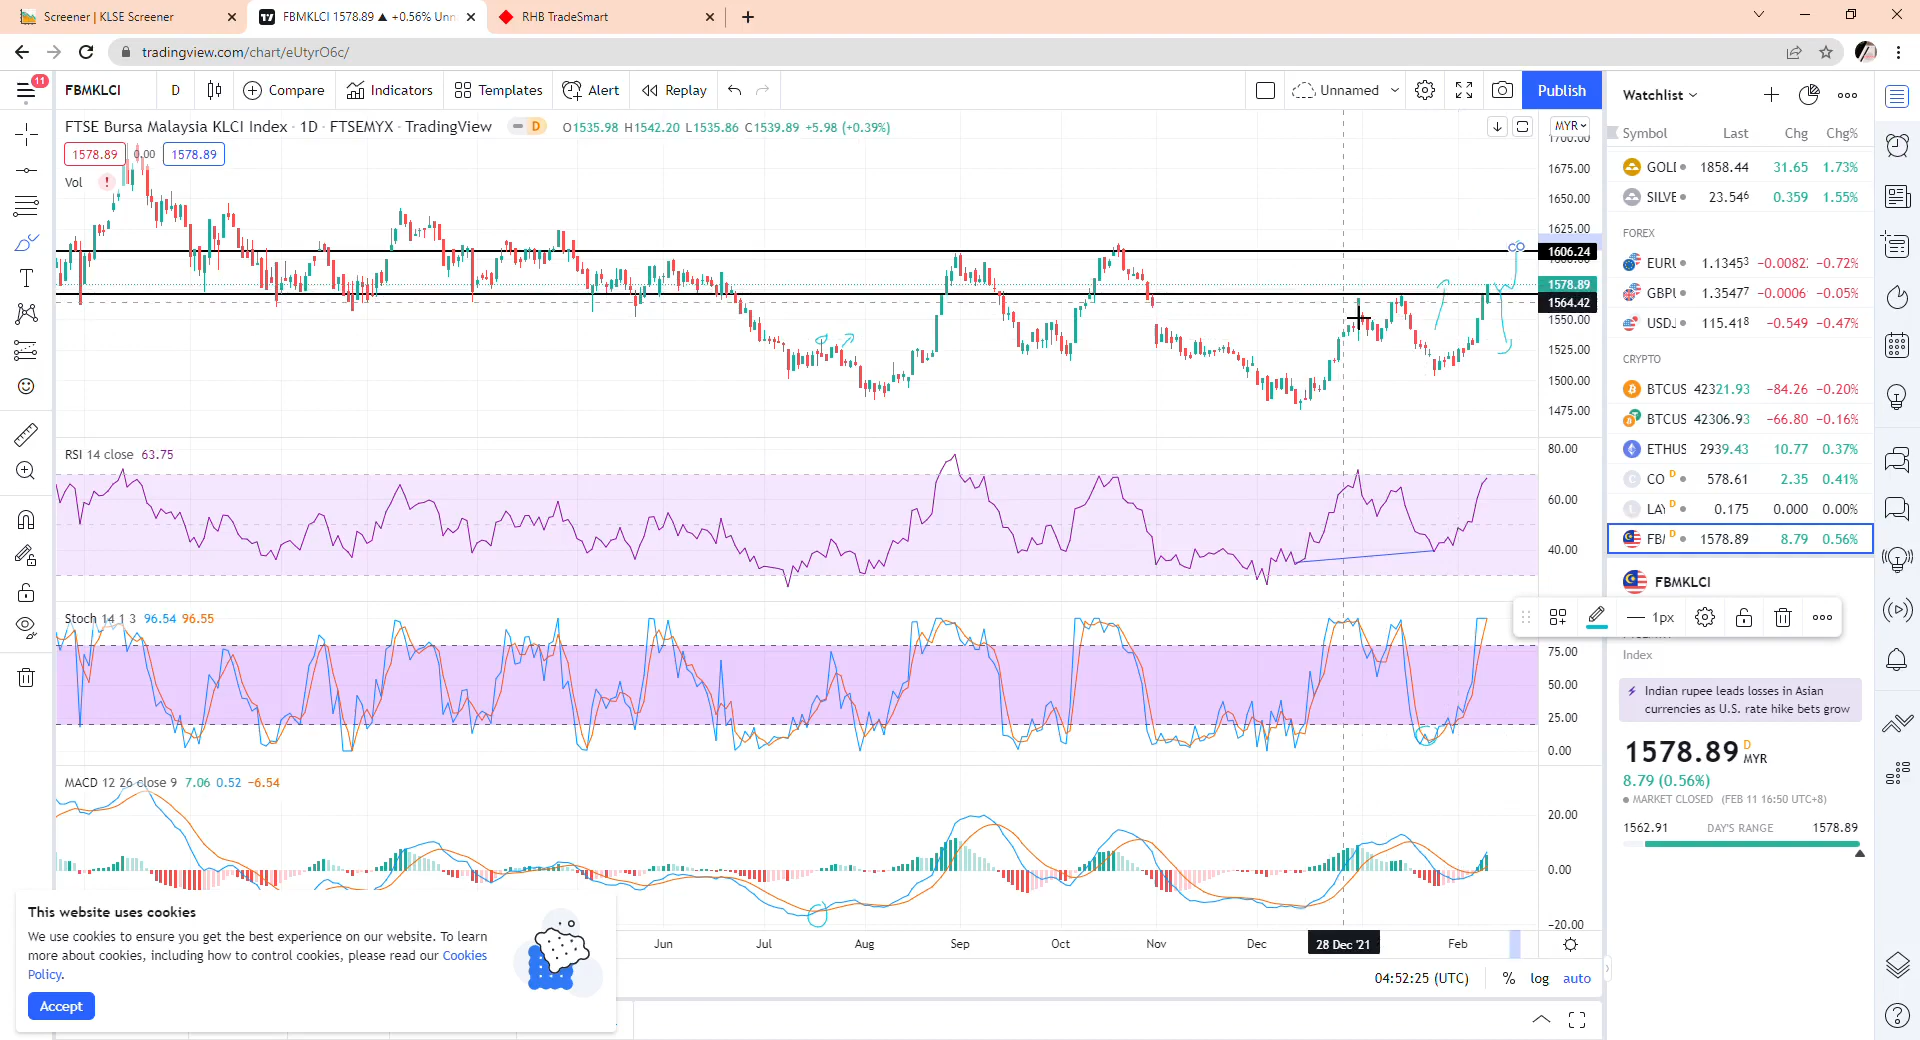 Screener | KLSE Screener
FBMKLCI 1578.89 ▲ +0.56% Unn
RHB TradeSmart
tradingview.com/chart/eUtyrO6c/
11
FBMKLCI D Compare Indicators Templates Alert Replay Unnamed Publish
FTSE Bursa Malaysia KLCI Index · 1D · FTSEMYX · TradingView D O1535.98 H1542.20 L1535.86 C1539.89 +5.98 (+0.39%) MYR
1578.89 0.00 1578.89
Vol !
1700.00
1675.00
1650.00
1625.00
1606.24
1600.00
1578.89
1564.42
1550.00
1525.00
1500.00
1475.00
RSI 14 close 63.75
80.00
60.00
40.00
Stoch 14 1 3 96.54 96.55
75.00
50.00
25.00
0.00
MACD 12 26 close 9 7.06 0.52 −6.54
20.00
0.00
−20.00
Jun Jul Aug Sep Oct Nov Dec 28 Dec '21 Feb
04:52:25 (UTC) % log auto
This website uses cookies
We use cookies to ensure you get the best experience on our website. To learn
more about cookies, including how to control cookies, please read our Cookies
Policy.
Accept
Watchlist
Symbol Last Chg Chg%
GOLD 1858.44 31.65 1.73%
SILVE 23.546 0.359 1.55%
FOREX
EURU 1.13453 −0.0082 −0.72%
GBPU 1.35477 −0.0006 −0.05%
USDJ 115.418 −0.549 −0.47%
CRYPTO
BTCUS 42321.93 −84.26 −0.20%
BTCUS 42306.93 −66.80 −0.16%
ETHUS 2939.43 10.77 0.37%
CO D 578.61 2.35 0.41%
LAY D 0.175 0.000 0.00%
FB D 1578.89 8.79 0.56%
FBMKLCI
1px
Index
Indian rupee leads losses in Asian
currencies as U.S. rate hike bets grow
1578.89 D MYR
8.79 (0.56%)
MARKET CLOSED (FEB 11 16:50 UTC+8)
1562.91 DAY'S RANGE 1578.89